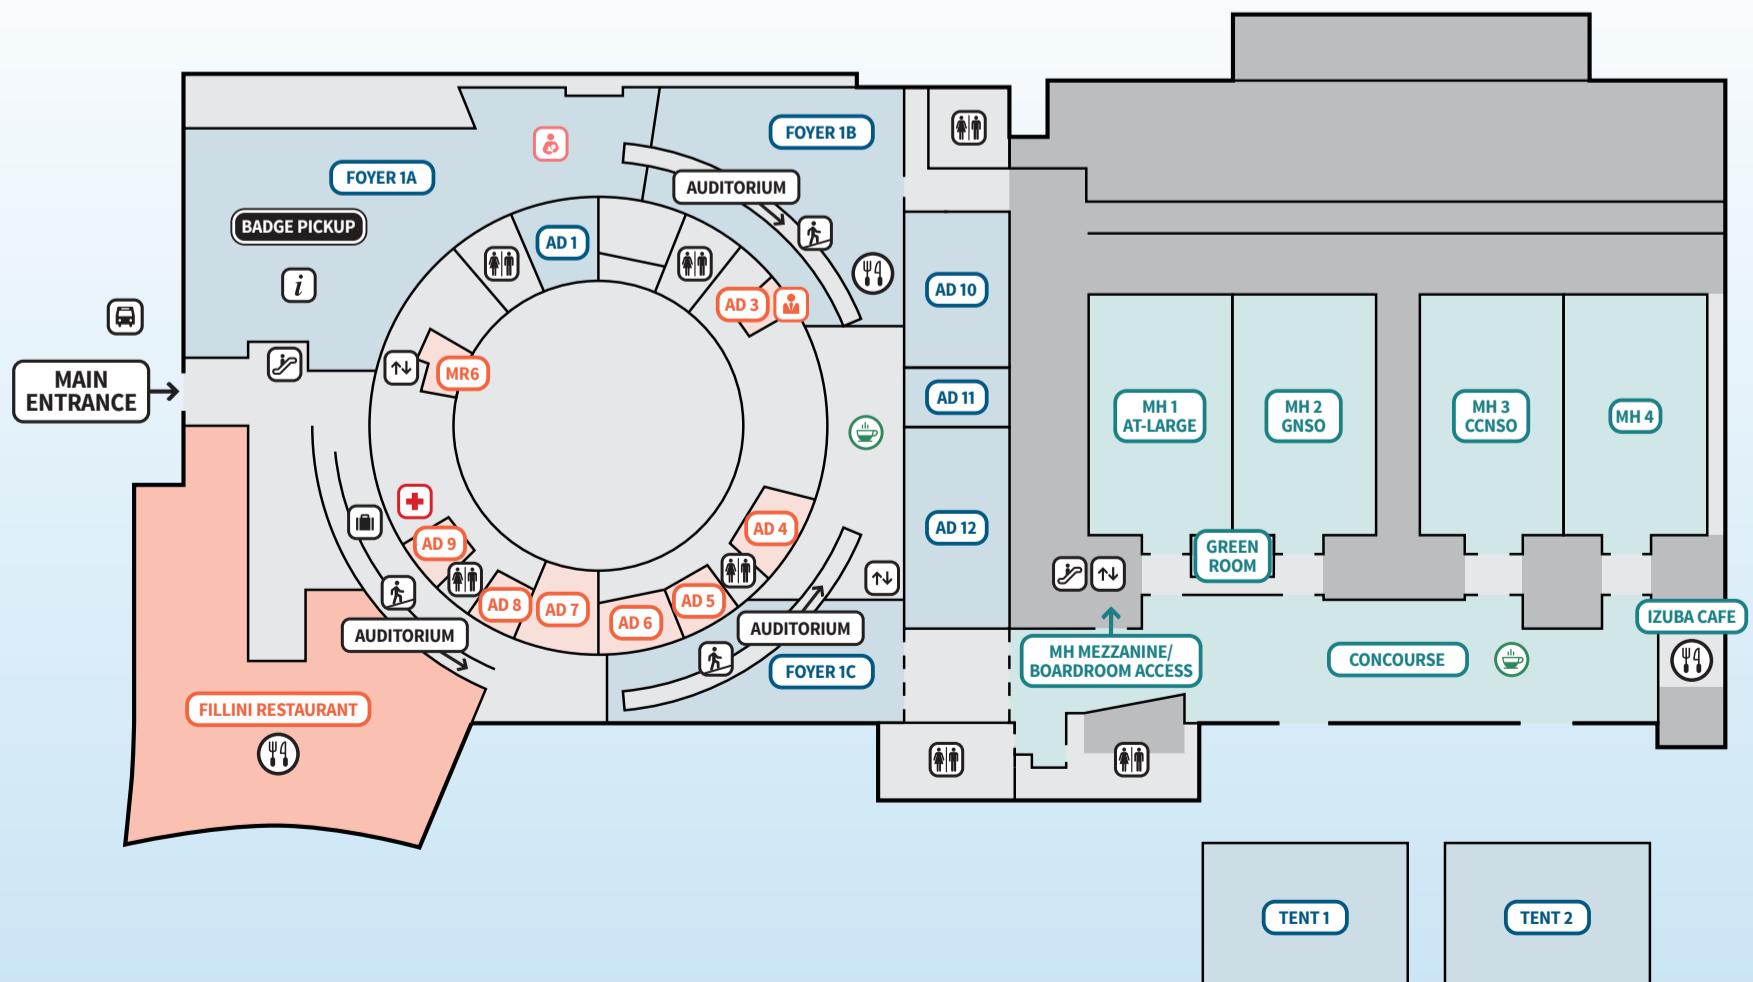 FOYER 1B
FOYER 1A
AUDITORIUM
BADGE PICKUP
AD 1
i
AD 3
AD 10
MR6
MAIN
ENTRANCE
AD 11
MH 1
AT-LARGE
MH 2
GNSO
MH 3
CCNSO
MH 4
AD 12
AD 4
AD 9
GREEN
ROOM
AD 8
AD 7
AD 5
AD 6
AUDITORIUM
AUDITORIUM
IZUBA CAFE
MH MEZZANINE/
BOARDROOM ACCESS
CONCOURSE
FOYER 1C
FILLINI RESTAURANT
TENT 1
TENT 2